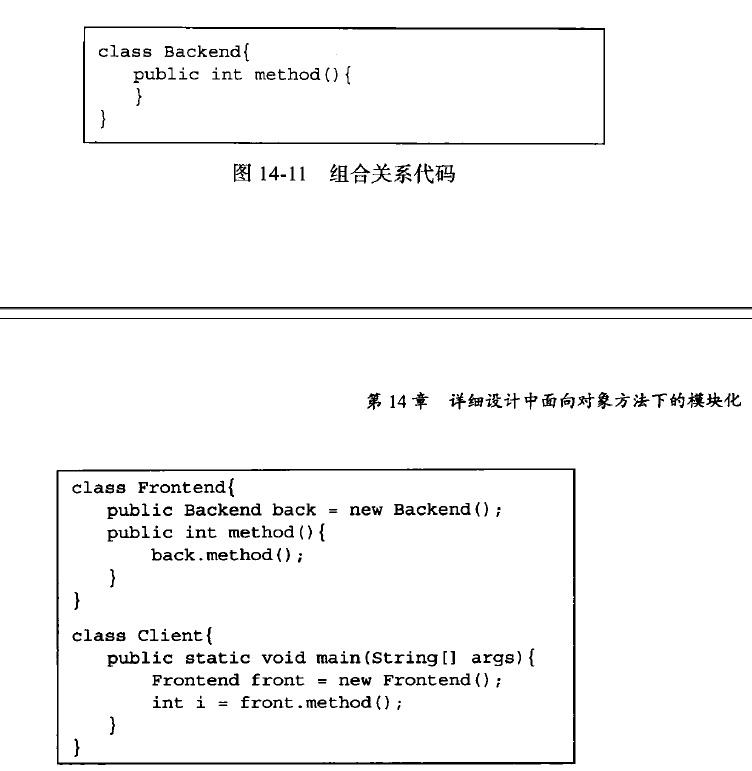 class Backend{
public int method(){
}
}
图 14-11 组合关系代码
第 14 章 详细设计中面向对象方法下的模块化
class Frontend{
public Backend back = new Backend();
public int method(){
back.method();
}
}
class Client{
public static void main(String[] args){
Frontend front = new Frontend();
int i = front.method();
}
}